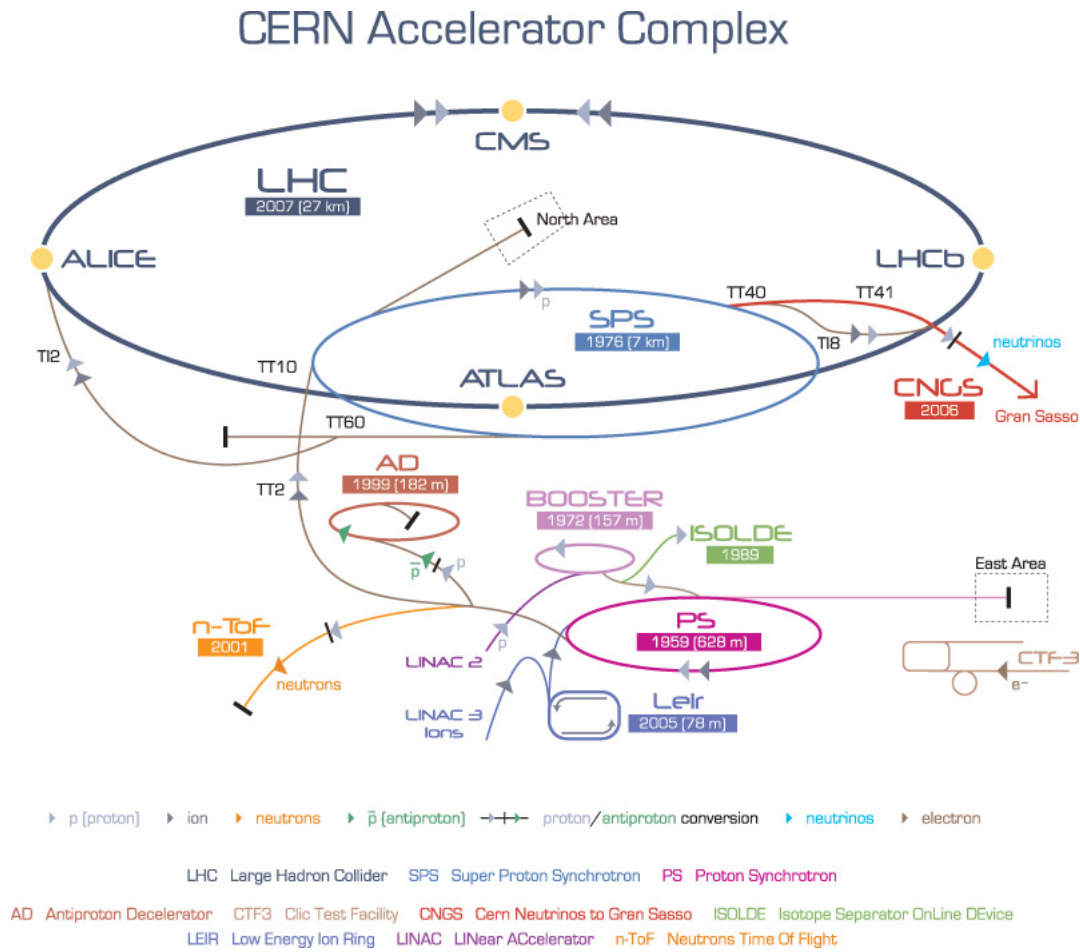 CERN Accelerator Complex
CMS
LHC
2007 (27 km)
North Area
ALICE
LHCb
TT40
TT41
SPS
1976 (7 km)
p
TI8
neutrinos
TI2
TT10
ATLAS
CNGS
2006
Gran Sasso
TT60
AD
1999 (182 m)
TT2
BOOSTER
1972 (157 m)
ISOLDE
1989
p
p̅
East Area
n-ToF
2001
PS
1959 (628 m)
p
LINAC 2
neutrons
CTF-3
e-
LINAC 3
Ions
Leir
2005 (78 m)
p (proton) ion neutrons p̅ (antiproton) proton/antiproton conversion neutrinos electron
LHC Large Hadron Collider SPS Super Proton Synchrotron PS Proton Synchrotron
AD Antiproton Decelerator CTF3 Clic Test Facility CNGS Cern Neutrinos to Gran Sasso ISOLDE Isotope Separator OnLine DEvice
LEIR Low Energy Ion Ring LINAC LINear ACcelerator n-ToF Neutrons Time Of Flight